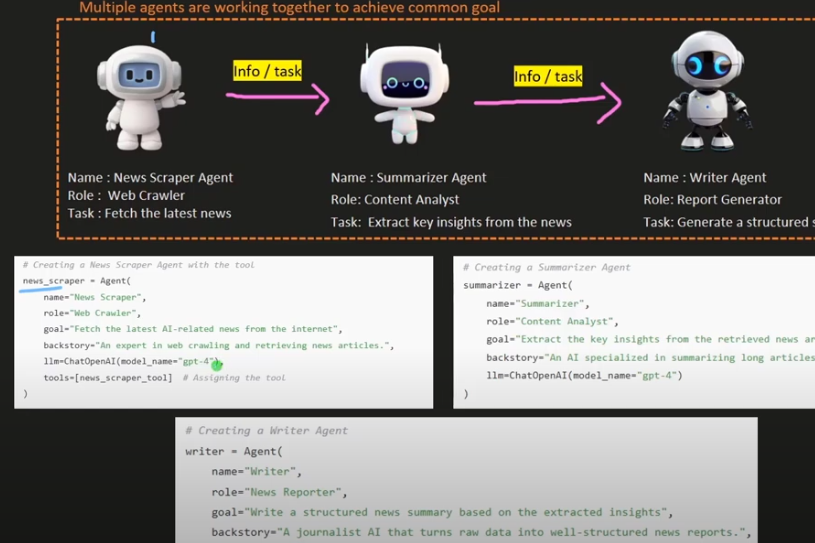 Multiple agents are working together to achieve common goal
Info / task
Info / task
Name : News Scraper Agent
Role : Web Crawler
Task : Fetch the latest news
Name : Summarizer Agent
Role: Content Analyst
Task: Extract key insights from the news
Name : Writer Agent
Role: Report Generator
Task: Generate a structured s
# Creating a News Scraper Agent with the tool
news_scraper = Agent(
name="News Scraper",
role="Web Crawler",
goal="Fetch the latest AI-related news from the internet",
backstory="An expert in web crawling and retrieving news articles.",
llm=ChatOpenAI(model_name="gpt-4"),
tools=[news_scraper_tool] # Assigning the tool
)
# Creating a Summarizer Agent
summarizer = Agent(
name="Summarizer",
role="Content Analyst",
goal="Extract the key insights from the retrieved news ar
backstory="An AI specialized in summarizing long articles
llm=ChatOpenAI(model_name="gpt-4")
)
# Creating a Writer Agent
writer = Agent(
name="Writer",
role="News Reporter",
goal="Write a structured news summary based on the extracted insights",
backstory="A journalist AI that turns raw data into well-structured news reports.",